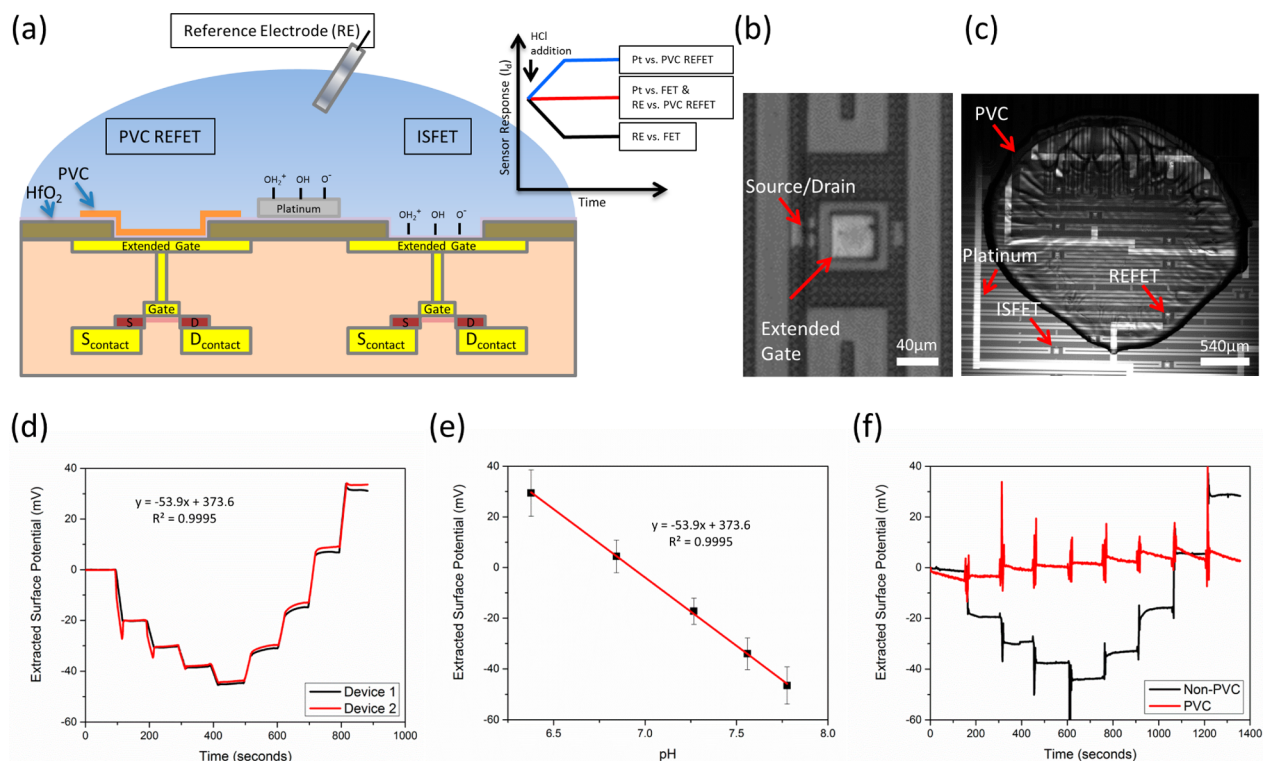 (a)
Reference Electrode (RE)
PVC REFET
ISFET
PVC
HfO₂
OH₂⁺ OH O⁻
Platinum
OH₂⁺ OH O⁻
Extended Gate
Extended Gate
Gate
Gate
S
D
S
D
Scontact
Dcontact
Scontact
Dcontact
Sensor Response (Id)
HCl
addition
Pt vs. PVC REFET
Pt vs. FET &
RE vs. PVC REFET
RE vs. FET
Time
(b)
Source/Drain
Extended
Gate
40μm
(c)
PVC
Platinum
REFET
ISFET
540μm
(d)
Extracted Surface Potential (mV)
40
20
0
-20
-40
-60
y = -53.9x + 373.6
R² = 0.9995
Device 1
Device 2
0 200 400 600 800 1000
Time (seconds)
(e)
Extracted Surface Potential (mV)
40
20
0
-20
-40
-60
y = -53.9x + 373.6
R² = 0.9995
6.5 7.0 7.5 8.0
pH
(f)
Extracted Surface Potential (mV)
40
20
0
-20
-40
-60
Non-PVC
PVC
0 200 400 600 800 1000 1200 1400
Time (seconds)